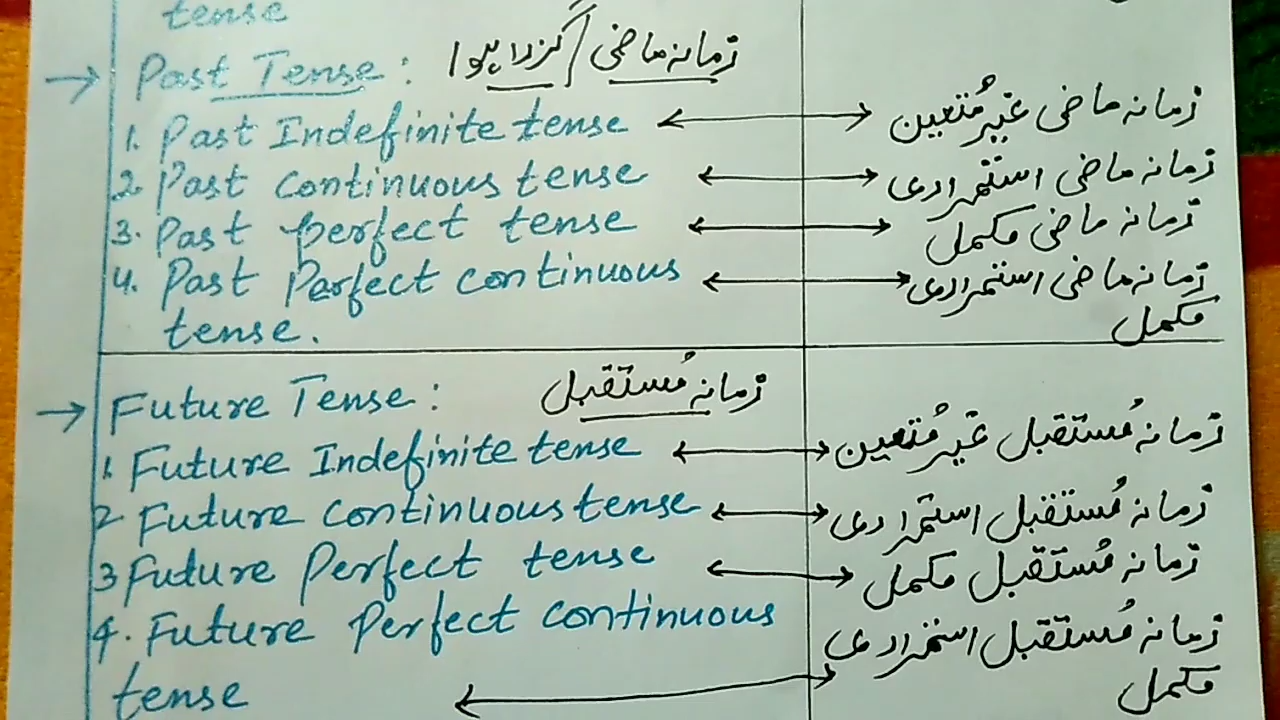 tense
→ Past Tense : زمانہ ماضی / گزرا ہوا
1. Past Indefinite tense ↔ زمانہ ماضی غیر مُتعین
2. Past continuous tense ↔ زمانہ ماضی استمراری
3. Past perfect tense ↔ زمانہ ماضی مکمل
4. Past Perfect continuous ↔ زمانہ ماضی استمراری
tense. مکمل
→ Future Tense : زمانہ مُستقبل
1. Future Indefinite tense ↔ زمانہ مُستقبل غیر مُتعین
2 Future continuous tense ↔ زمانہ مُستقبل استمراری
3 Future Perfect tense ↔ زمانہ مُستقبل مکمل
4. Future Perfect continuous زمانہ مُستقبل استمراری
tense ↔ مکمل